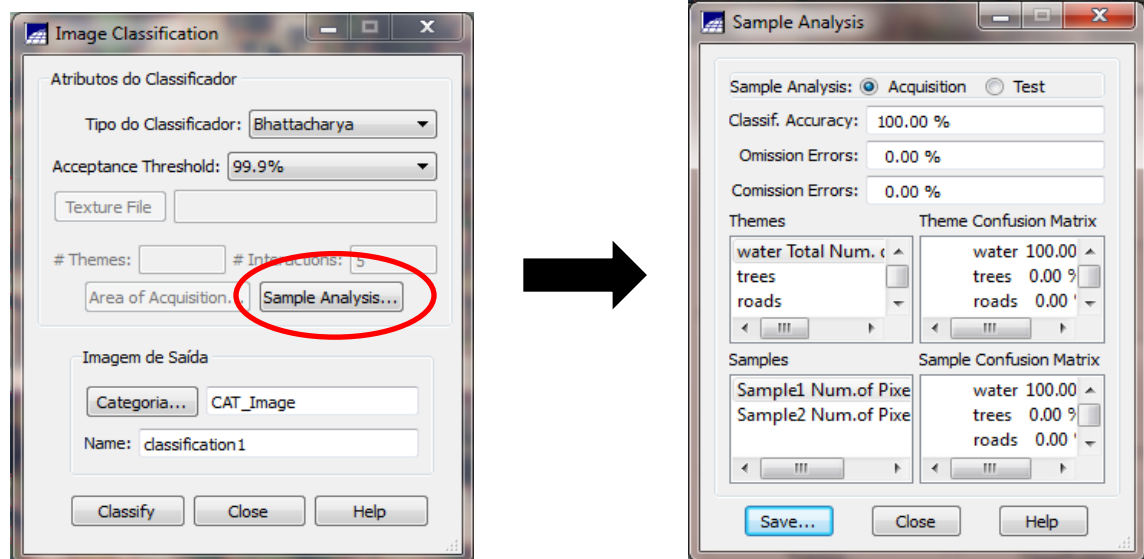 Image Classification
Atributos do Classificador
Tipo do Classificador: Bhattacharya
Acceptance Threshold: 99.9%
Texture File
# Themes: # Interactions: 5
Area of Acquisition... Sample Analysis...
Imagem de Saída
Categoria... CAT_Image
Name: classification1
Classify Close Help
Sample Analysis
Sample Analysis: Acquisition Test
Classif. Accuracy: 100.00 %
Omission Errors: 0.00 %
Comission Errors: 0.00 %
Themes Theme Confusion Matrix
water Total Num. water 100.00
trees trees 0.00 %
roads roads 0.00
Samples Sample Confusion Matrix
Sample1 Num.of Pixe water 100.00
Sample2 Num.of Pixe trees 0.00 %
roads 0.00
Save... Close Help